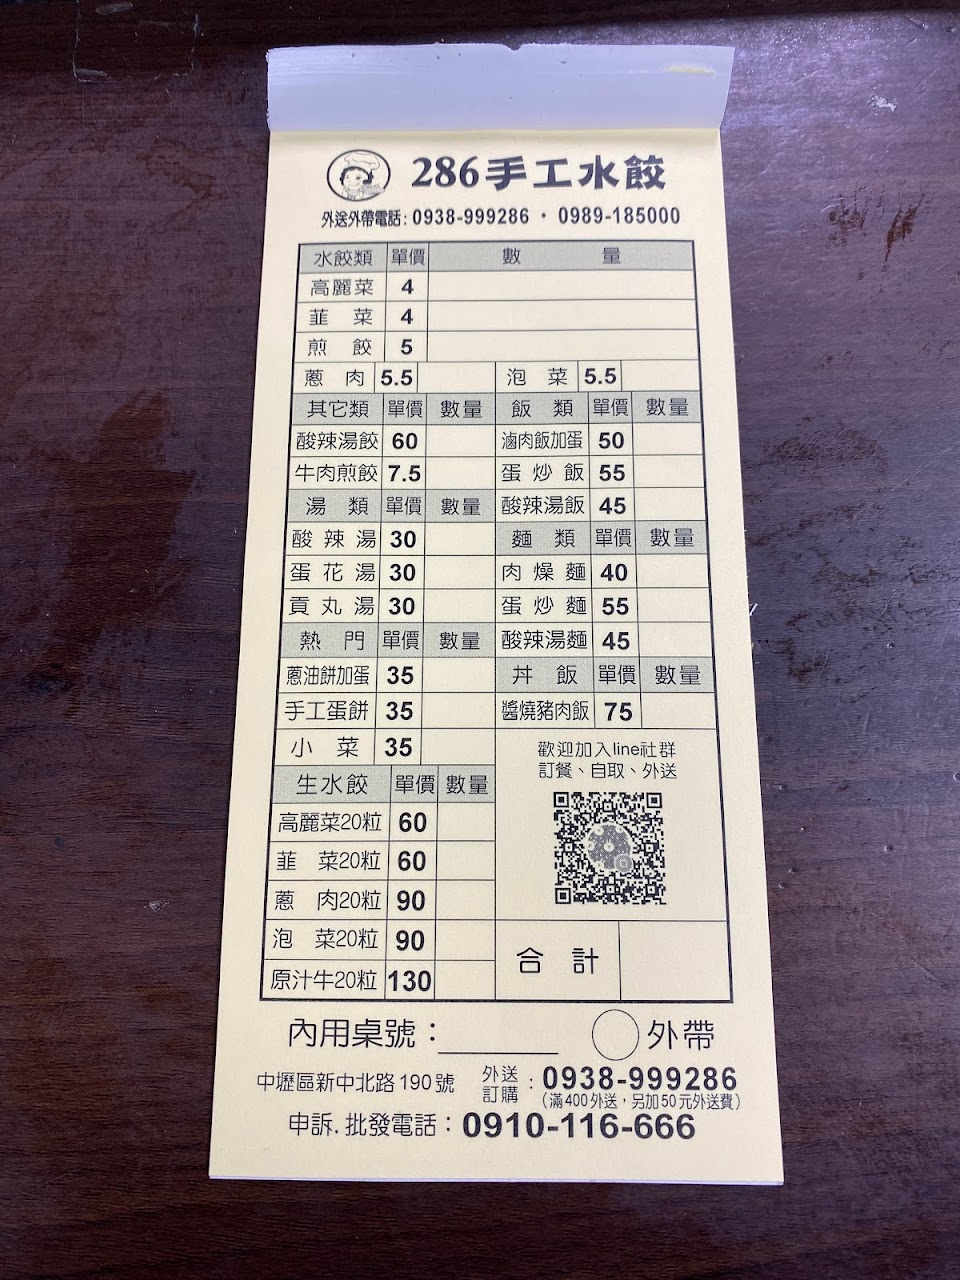 286手工水餃
外送外帶電話:0938-999286・0989-185000
水餃類 單價 數 量
高麗菜 4
韮 菜 4
煎 餃 5
蔥 肉 5.5 泡 菜 5.5
其它類 單價 數量 飯 類 單價 數量
酸辣湯餃 60 滷肉飯加蛋 50
牛肉煎餃 7.5 蛋 炒 飯 55
湯 類 單價 數量 酸辣湯飯 45
酸 辣 湯 30 麵 類 單價 數量
蛋 花 湯 30 肉 燥 麵 40
貢 丸 湯 30 蛋 炒 麵 55
熱 門 單價 數量 酸辣湯麵 45
蔥油餅加蛋 35 丼 飯 單價 數量
手工蛋餅 35 醬燒豬肉飯 75
小 菜 35
歡迎加入line社群
訂餐、自取、外送
生水餃 單價 數量
高麗菜20粒 60
韮 菜20粒 60
蔥 肉20粒 90
泡 菜20粒 90
原汁牛20粒 130
合 計
內用桌號:______ 外帶
中壢區新中北路190號 外送訂購:0938-999286
(滿400外送,另加50元外送費)
申訴.批發電話:0910-116-666